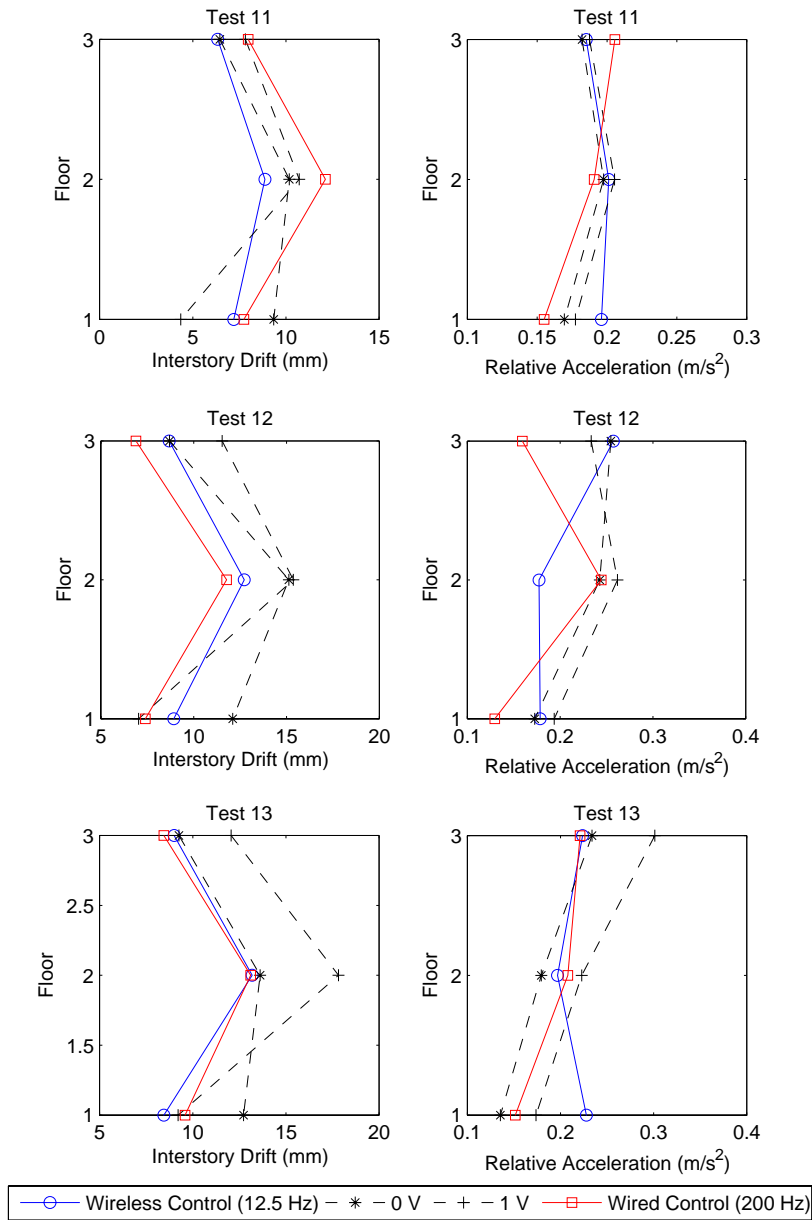 Test 11
3
2
1
Floor
0 5 10 15
Interstory Drift (mm)
Test 11
3
2
1
Floor
0.1 0.15 0.2 0.25 0.3
Relative Acceleration (m/s²)
Test 12
3
2
1
Floor
5 10 15 20
Interstory Drift (mm)
Test 12
3
2
1
Floor
0.1 0.2 0.3 0.4
Relative Acceleration (m/s²)
Test 13
3
2.5
2
1.5
1
Floor
5 10 15 20
Interstory Drift (mm)
Test 13
3
2
1
Floor
0.1 0.2 0.3 0.4
Relative Acceleration (m/s²)
Wireless Control (12.5 Hz) 0 V 1 V Wired Control (200 Hz)